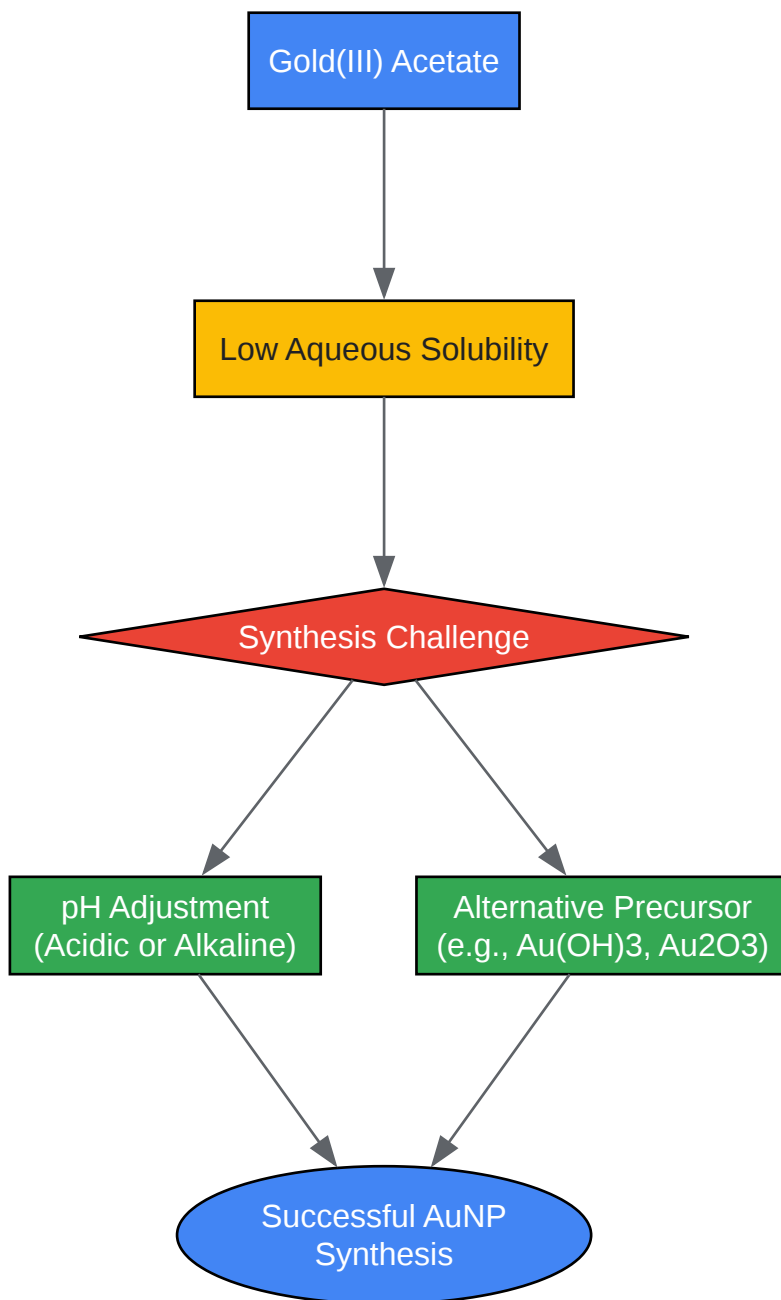 Gold(III) Acetate
Low Aqueous Solubility
Synthesis Challenge
pH Adjustment
(Acidic or Alkaline)
Alternative Precursor
(e.g., Au(OH)3, Au2O3)
Successful AuNP
Synthesis